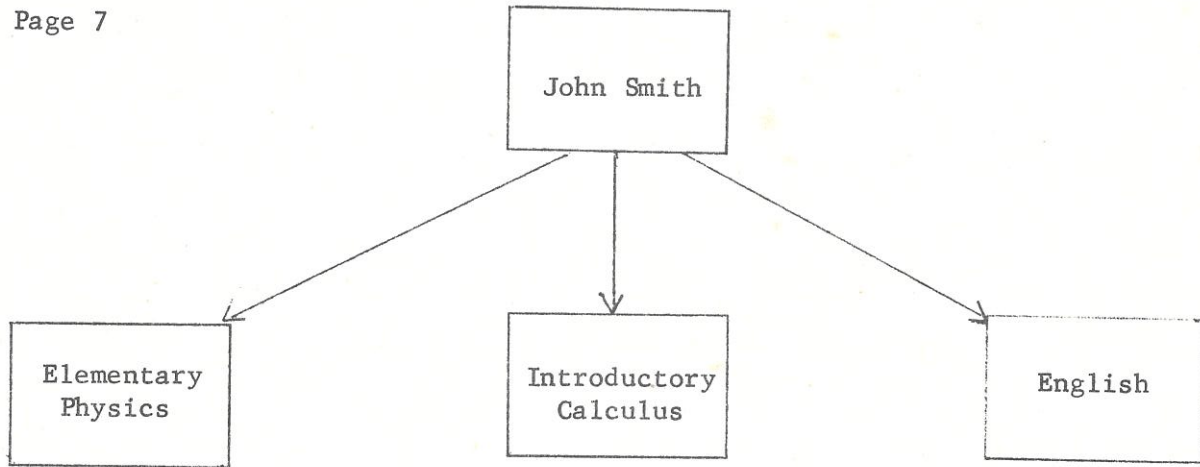 Page 7
John Smith
Elementary
Physics
Introductory
Calculus
English